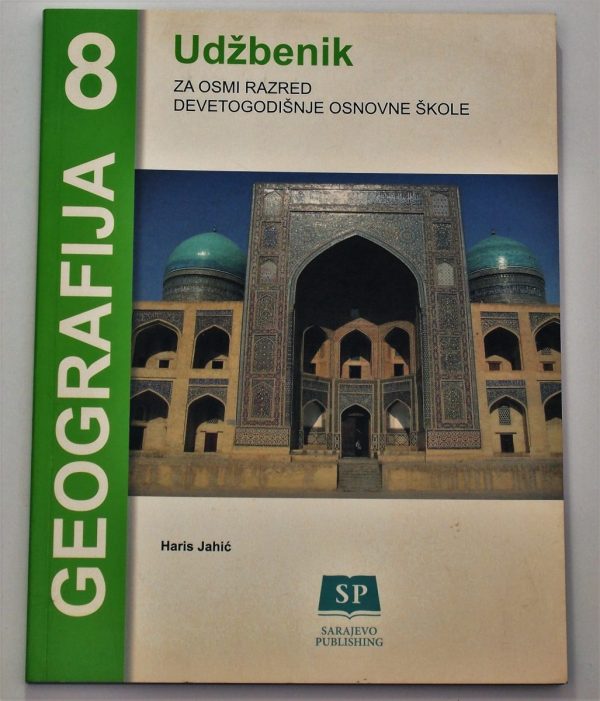 GEOGRAFIJA 8
Udžbenik
ZA OSMI RAZRED
DEVETOGODIŠNJE OSNOVNE ŠKOLE
Haris Jahić
SP
SARAJEVO
PUBLISHING